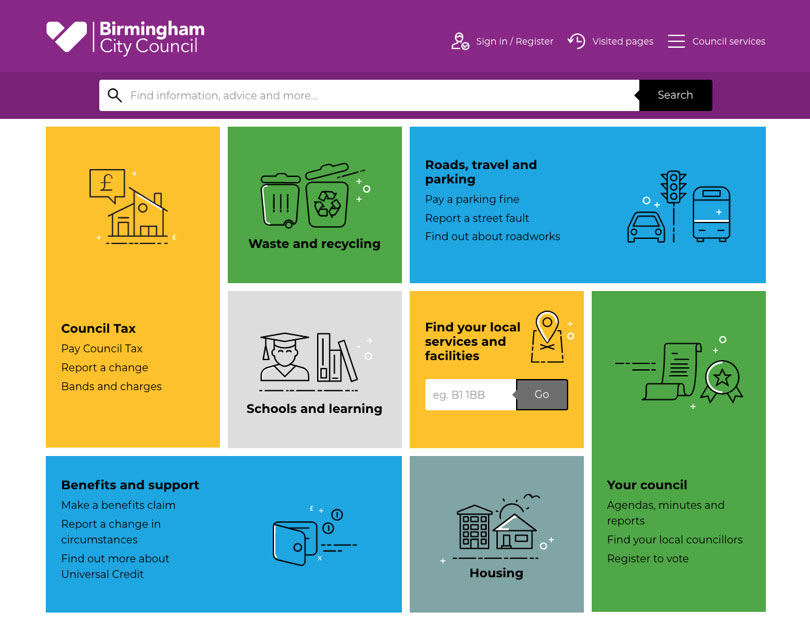 Birmingham
City Council
Sign in / Register
Visited pages
Council services
Find information, advice and more...
Search
£
Council Tax
Pay Council Tax
Report a change
Bands and charges
Waste and recycling
Roads, travel and
parking
Pay a parking fine
Report a street fault
Find out about roadworks
Schools and learning
Find your local
services and
facilities
eg. B1 1BB
Go
Your council
Agendas, minutes and
reports
Find your local councillors
Register to vote
Benefits and support
Make a benefits claim
Report a change in
circumstances
Find out more about
Universal Credit
£
Housing